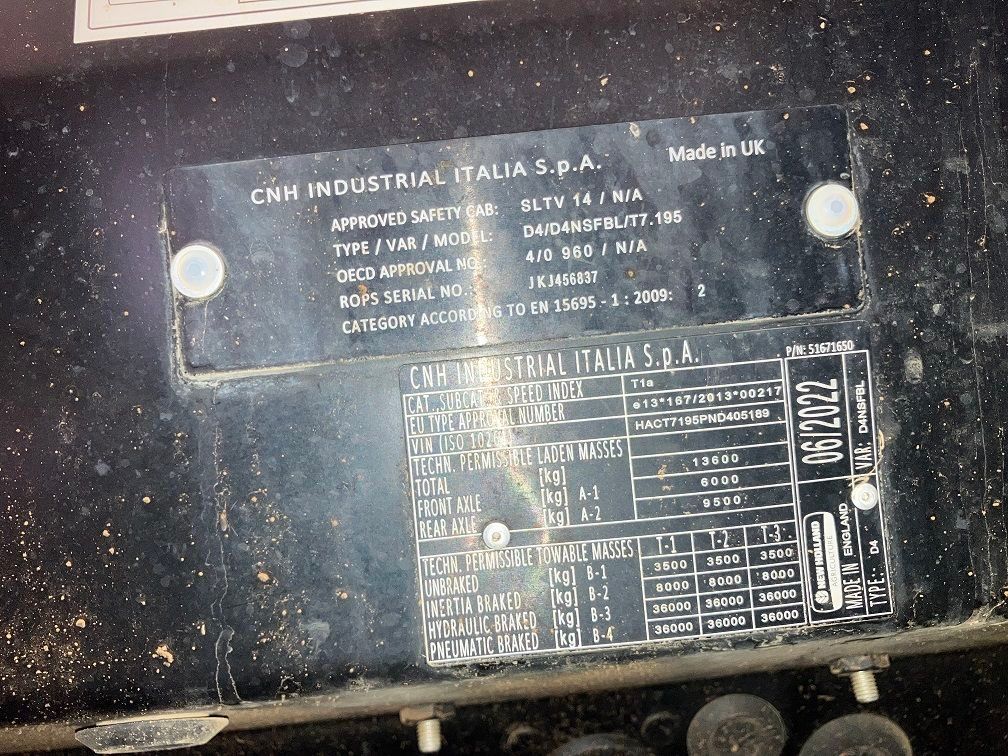 CNH INDUSTRIAL ITALIA S.p.A. Made in UK
APPROVED SAFETY CAB: SLTV 14 / N/A
TYPE / VAR / MODEL: D4/D4NSFBL/T7.195
OECD APPROVAL NO.: 4/0 960 / N/A
ROPS SERIAL NO.: JKJ456837
CATEGORY ACCORDING TO EN 15695 - 1 : 2009: 2
CNH INDUSTRIAL ITALIA S.p.A. P/N: 51671650
CAT.,SUBCAT., SPEED INDEX T1a
EU TYPE APPROVAL NUMBER e13*167/2013*00217
VIN (ISO HACT7195PND405189
TECHN. PERMISSIBLE LADEN MASSES
TOTAL [kg] 13600
FRONT AXLE [kg] A-1 6000
REAR AXLE [kg] A-2 9500
TECHN. PERMISSIBLE TOWABLE MASSES T-1 T-2 T-3
UNBRAKED [kg] B-1 3500 3500 3500
INERTIA BRAKED [kg] B-2 8000 8000 8000
HYDRAULIC BRAKED [kg] B-3 36000 36000 36000
PNEUMATIC BRAKED [kg] B-4 36000 36000 36000
06/2022
VAR: D4NSFBL
NEW HOLLAND
AGRICULTURE
MADE IN ENGLAND
TYPE: D4